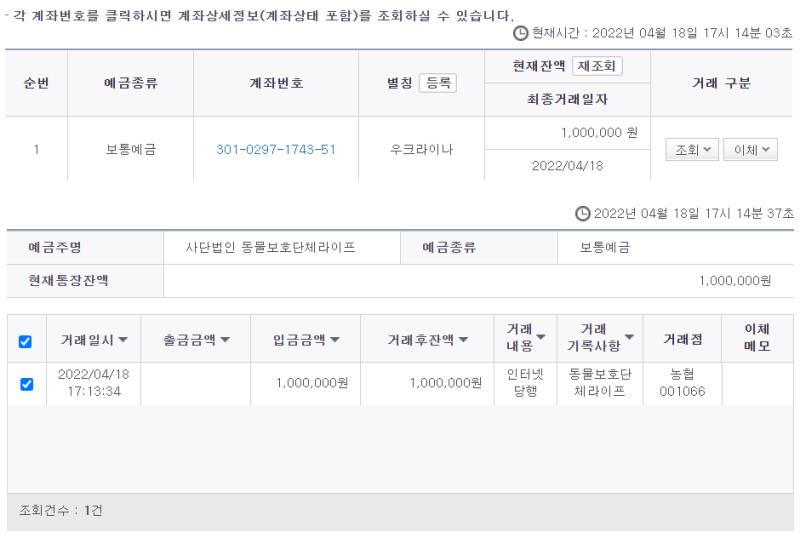 - 각 계좌번호를 클릭하시면 계좌상세정보(계좌상태 포함)를 조회하실 수 있습니다.
현재시간 : 2022년 04월 18일 17시 14분 03초
순번 예금종류 계좌번호 별칭 등록 현재잔액 재조회 거래 구분
최종거래일자
1 보통예금 301-0297-1743-51 우크라이나 1,000,000 원 조회 이체
2022/04/18
2022년 04월 18일 17시 14분 37초
예금주명 사단법인 동물보호단체라이프 예금종류 보통예금
현재통장잔액 1,000,000원
거래일시 출금금액 입금금액 거래후잔액 거래 내용 거래 기록사항 거래점 이체 메모
2022/04/18 1,000,000원 1,000,000원 인터넷 동물보호단 농협
17:13:34 당행 체라이프 001066
조회건수 : 1건